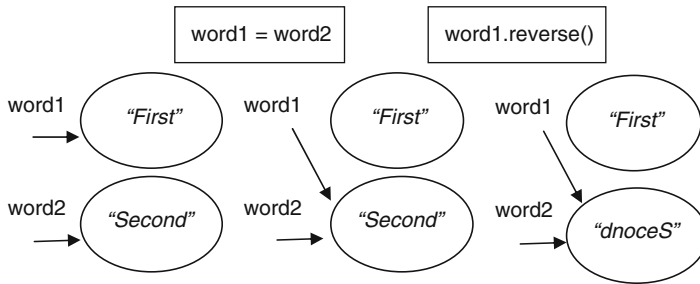 word1 = word2
word1.reverse()
word1
"First"
word1
"First"
word1
"First"
word2
"Second"
word2
"Second"
word2
"dnoceS"